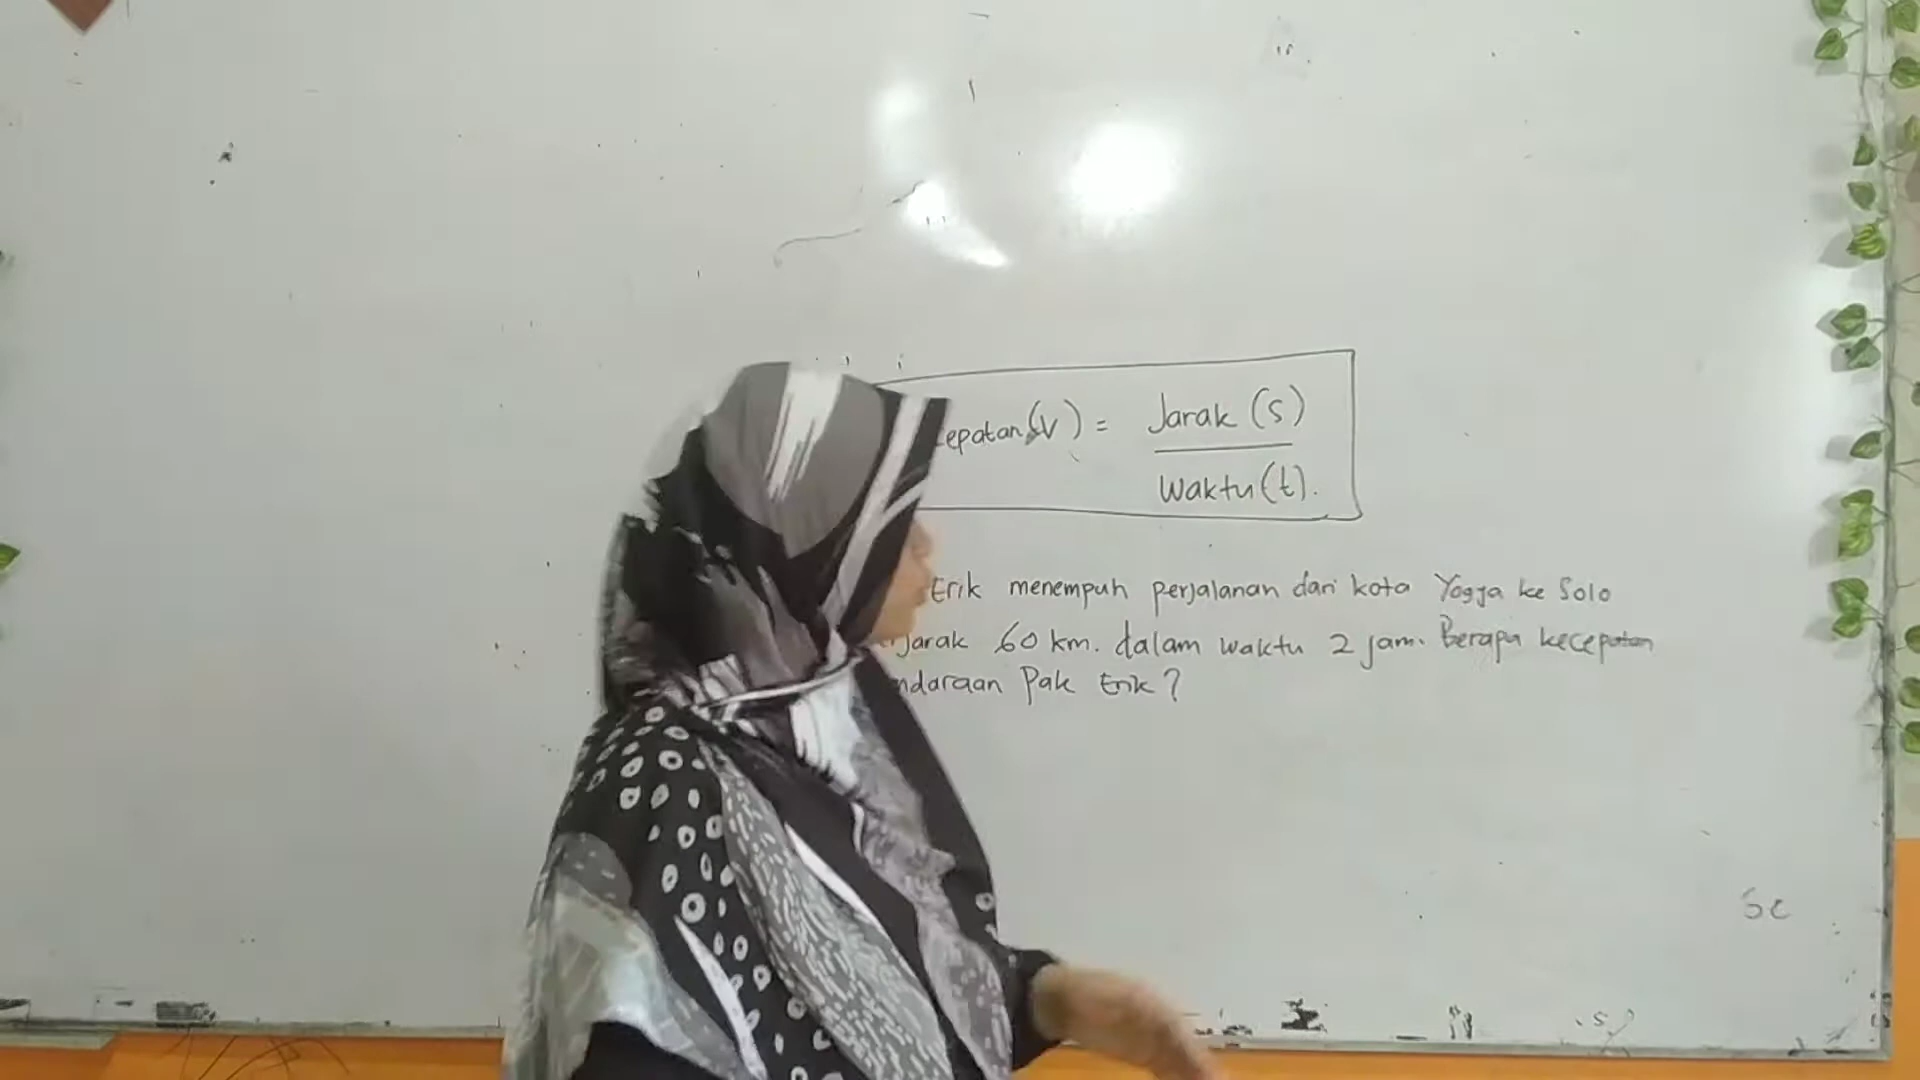 epatan (V) = Jarak (s)
Waktu (t).
Erik menempuh perjalanan dari kota Yogja ke Solo
jarak 60 km. dalam waktu 2 jam. Berapa kecepatan
ndaraan Pak Erik?
Se